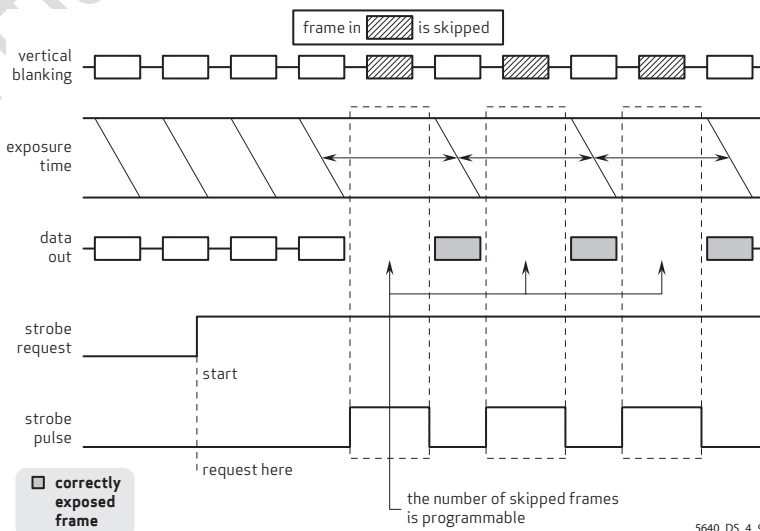 frame in is skipped
vertical
blanking
exposure
time
data
out
strobe
request
start
strobe
pulse
request here
correctly
exposed
frame
the number of skipped frames
is programmable